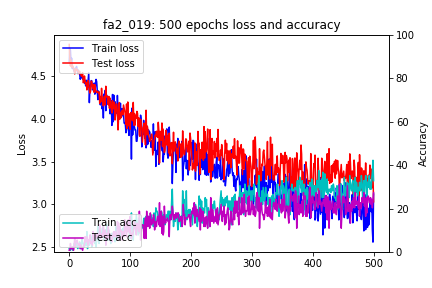 fa2_019: 500 epochs loss and accuracy
Train loss
Test loss
Train acc
Test acc
Loss
Accuracy
4.5
4.0
3.5
3.0
2.5
100
80
60
40
20
0
0
100
200
300
400
500